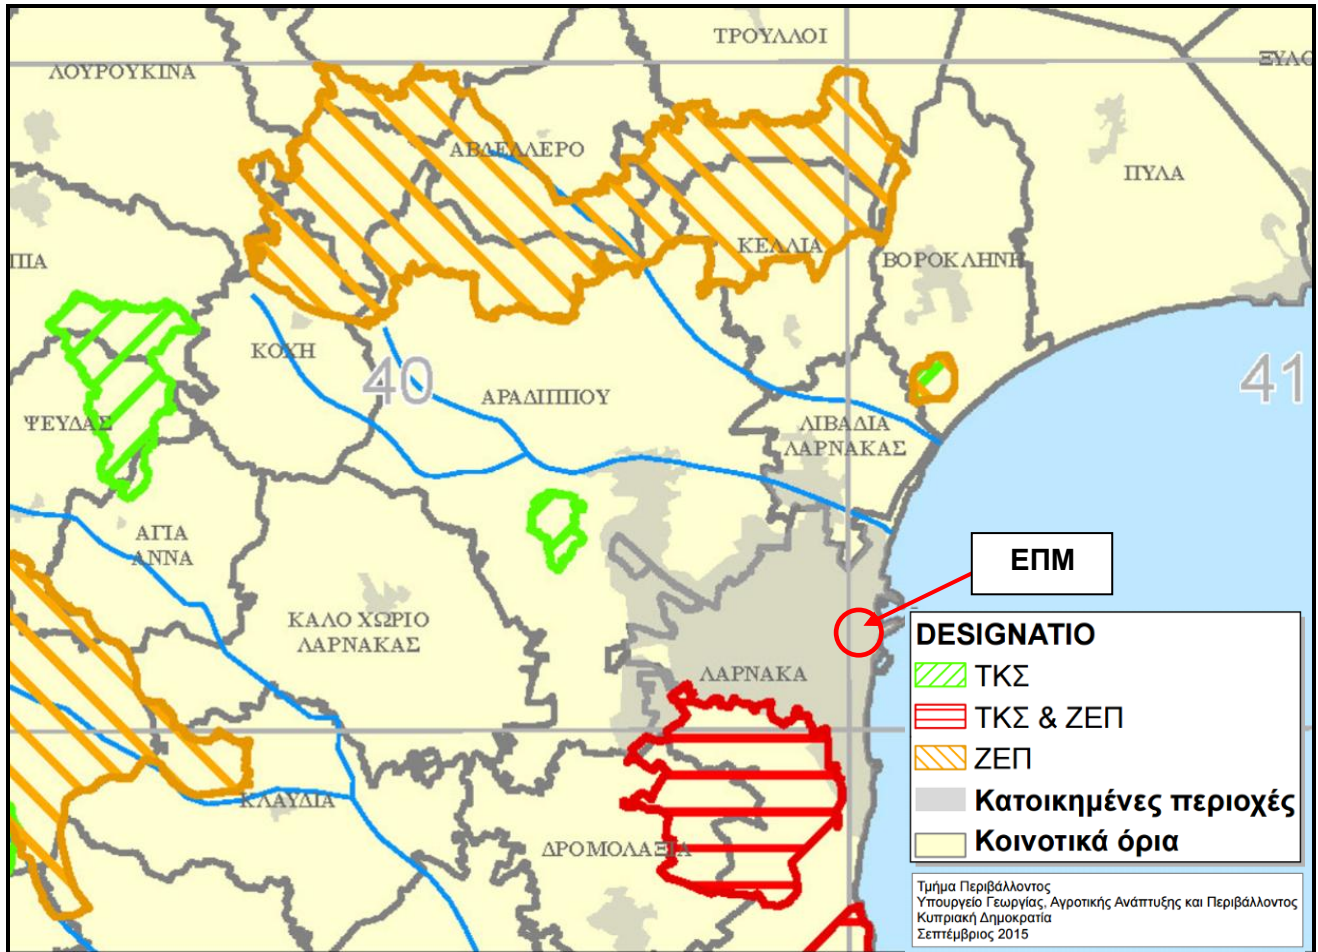 ΤΡΟΥΛΛΟΙ
ΞΥΛΟ
ΛΟΥΡΟΥΚΙΝΑ
ΑΒΔΕΛΛΕΡΟ
ΠΥΛΑ
ΚΕΛΛΙΑ
ΒΟΡΟΚΛΗΝΗ
ΠΙΑ
ΚΟΧΗ
40
41
ΑΡΑΔΙΠΠΟΥ
ΨΕΥΔΑΣ
ΛΙΒΑΔΙΑ
ΛΑΡΝΑΚΑΣ
ΑΓΙΑ
ΑΝΝΑ
ΕΠΜ
ΚΑΛΟ ΧΩΡΙΟ
ΛΑΡΝΑΚΑΣ
ΛΑΡΝΑΚΑ
ΚΛΑΥΔΙΑ
ΔΡΟΜΟΛΑΞΙΑ
DESIGNATIO
ΤΚΣ
ΤΚΣ & ΖΕΠ
ΖΕΠ
Κατοικημένες περιοχές
Κοινοτικά όρια
Τμήμα Περιβάλλοντος
Υπουργείο Γεωργίας, Αγροτικής Ανάπτυξης και Περιβάλλοντος
Κυπριακή Δημοκρατία
Σεπτέμβριος 2015